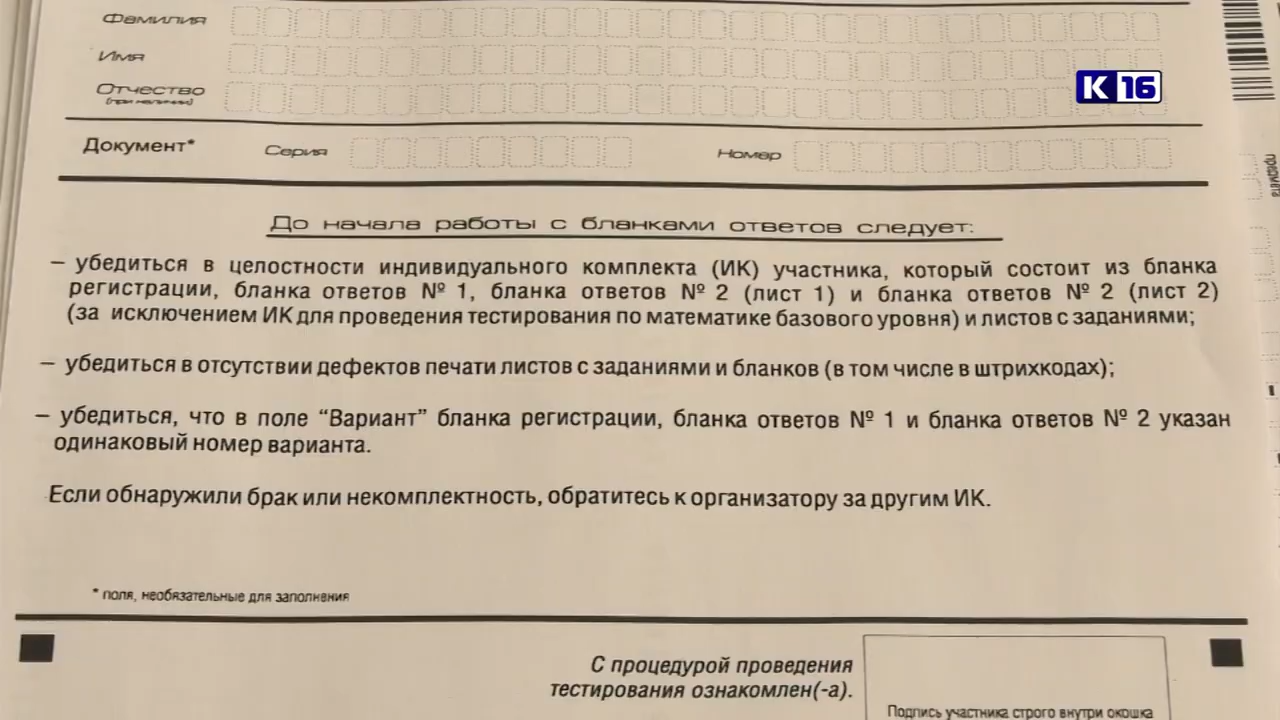 Фамилия
Имя
К 16
Отчество
(при наличии)
Документ*
Серия
Номер
предмета
До начала работы с бланками ответов следует:
– убедиться в целостности индивидуального комплекта (ИК) участника, который состоит из бланка
регистрации, бланка ответов № 1, бланка ответов № 2 (лист 1) и бланка ответов № 2 (лист 2)
(за исключением ИК для проведения тестирования по математике базового уровня) и листов с заданиями;
– убедиться в отсутствии дефектов печати листов с заданиями и бланков (в том числе в штрихкодах);
– убедиться, что в поле “Вариант” бланка регистрации, бланка ответов № 1 и бланка ответов № 2 указан
одинаковый номер варианта.
Если обнаружили брак или некомплектность, обратитесь к организатору за другим ИК.
* поля, необязательные для заполнения
С процедурой проведения
тестирования ознакомлен(-а).
Подпись участника строго внутри окошка